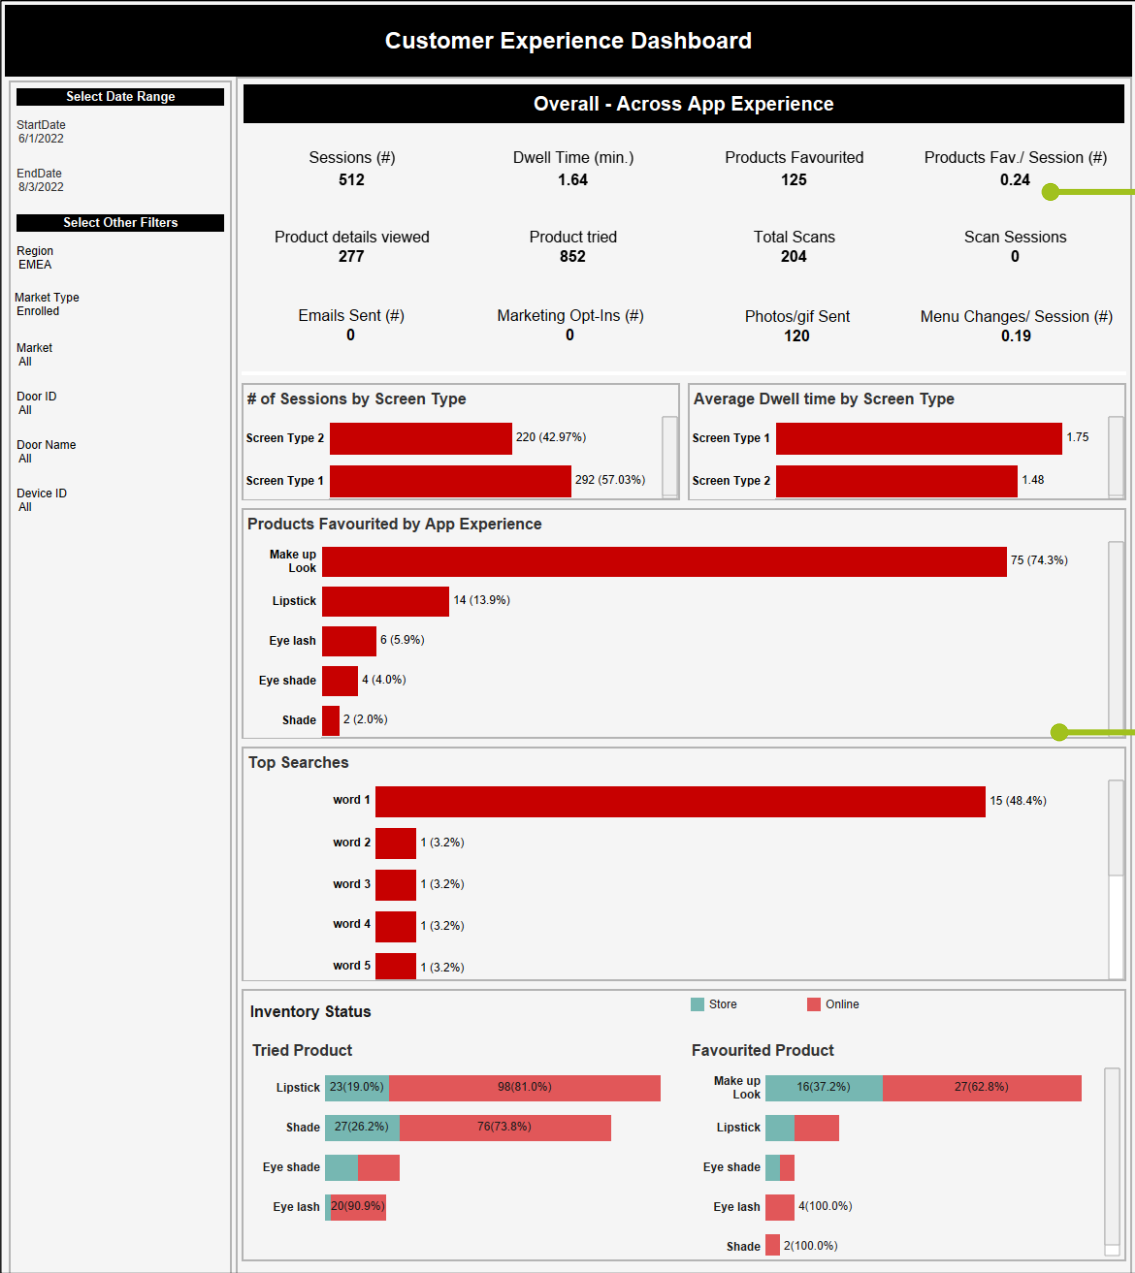 Customer Experience Dashboard
Select Date Range
StartDate
6/1/2022
EndDate
8/3/2022
Select Other Filters
Region
EMEA
Market Type
Enrolled
Market
All
Door ID
All
Door Name
All
Device ID
All
Overall - Across App Experience
Sessions (#) Dwell Time (min.) Products Favourited Products Fav./ Session (#)
512 1.64 125 0.24
Product details viewed Product tried Total Scans Scan Sessions
277 852 204 0
Emails Sent (#) Marketing Opt-Ins (#) Photos/gif Sent Menu Changes/ Session (#)
0 0 120 0.19
# of Sessions by Screen Type
Screen Type 2 220 (42.97%)
Screen Type 1 292 (57.03%)
Average Dwell time by Screen Type
Screen Type 1 1.75
Screen Type 2 1.48
Products Favourited by App Experience
Make up
Look 75 (74.3%)
Lipstick 14 (13.9%)
Eye lash 6 (5.9%)
Eye shade 4 (4.0%)
Shade 2 (2.0%)
Top Searches
word 1 15 (48.4%)
word 2 1 (3.2%)
word 3 1 (3.2%)
word 4 1 (3.2%)
word 5 1 (3.2%)
Inventory Status
Store Online
Tried Product
Lipstick 23(19.0%) 98(81.0%)
Shade 27(26.2%) 76(73.8%)
Eye shade
Eye lash 20(90.9%)
Favourited Product
Make up
Look 16(37.2%) 27(62.8%)
Lipstick
Eye shade
Eye lash 4(100.0%)
Shade 2(100.0%)